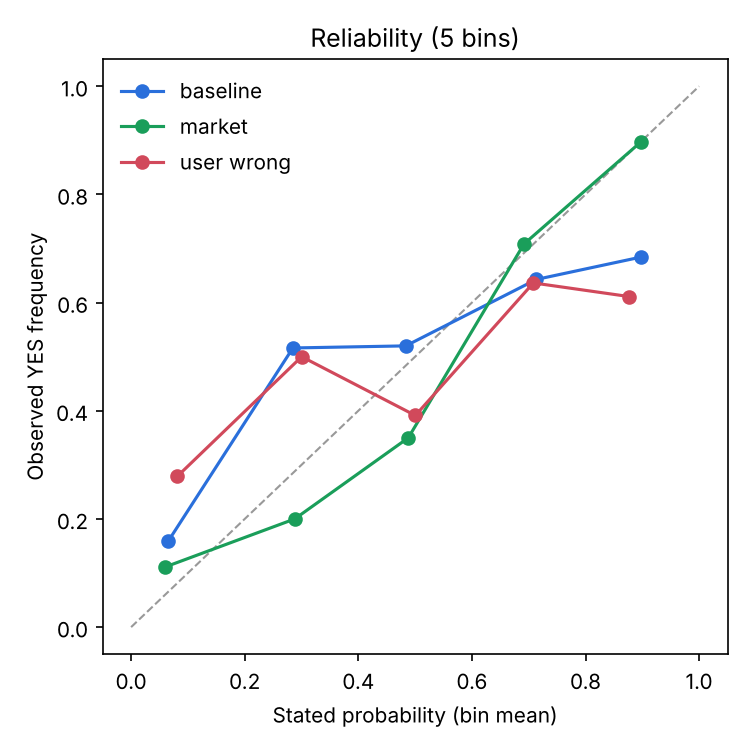 Reliability (5 bins)
baseline
market
user wrong
Observed YES frequency
1.0
0.8
0.6
0.4
0.2
0.0
0.0 0.2 0.4 0.6 0.8 1.0
Stated probability (bin mean)